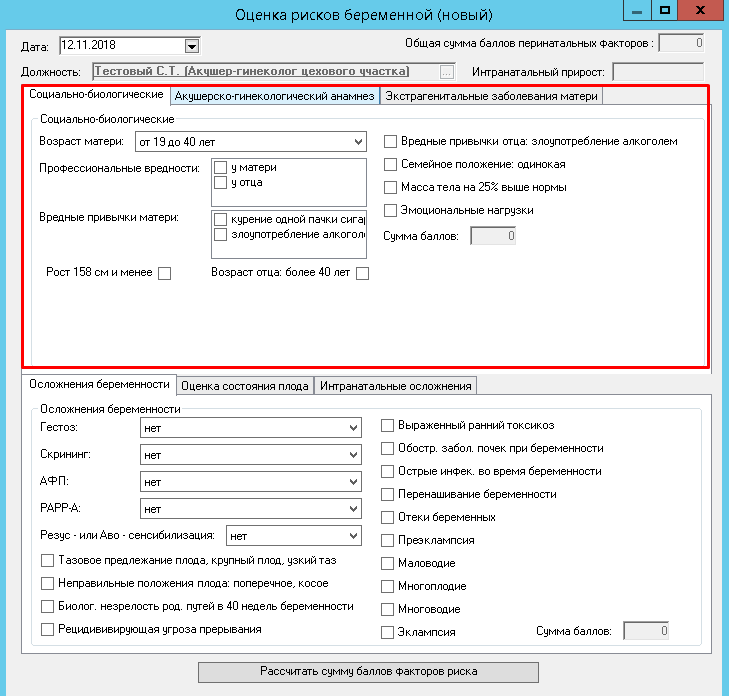 Оценка рисков беременной (новый)
Дата: 12.11.2018 Общая сумма баллов перинатальных факторов : 0
Должность: Тестовый С.Т. (Акушер-гинеколог цехового участка) ... Интранатальный прирост:
Социально-биологические Акушерско-гинекологический анамнез Экстрагенитальные заболевания матери
Социально-биологические
Возраст матери: от 19 до 40 лет Вредные привычки отца: злоупотребление алкоголем
Профессиональные вредности: у матери Семейное положение: одинокая
у отца Масса тела на 25% выше нормы
Вредные привычки матери: курение одной пачки сига Эмоциональные нагрузки
злоупотребление алкогол Сумма баллов: 0
Рост 158 см и менее Возраст отца: более 40 лет
Осложнения беременности Оценка состояния плода Интранатальные осложнения
Осложнения беременности
Гестоз: нет Выраженный ранний токсикоз
Скрининг: нет Обостр. забол. почек при беременности
АФП: нет Острые инфек. во время беременности
PAPP-A: нет Перенашивание беременности
Резус - или Аво - сенсибилизация: нет Отеки беременных
Преэклампсия
Тазовое предлежание плода, крупный плод, узкий таз Маловодие
Неправильные положения плода: поперечное, косое Многоплодие
Биолог. незрелость род. путей в 40 недель беременности Многоводие
Рецидививирующая угроза прерывания Эклампсия Сумма баллов: 0
Рассчитать сумму баллов факторов риска